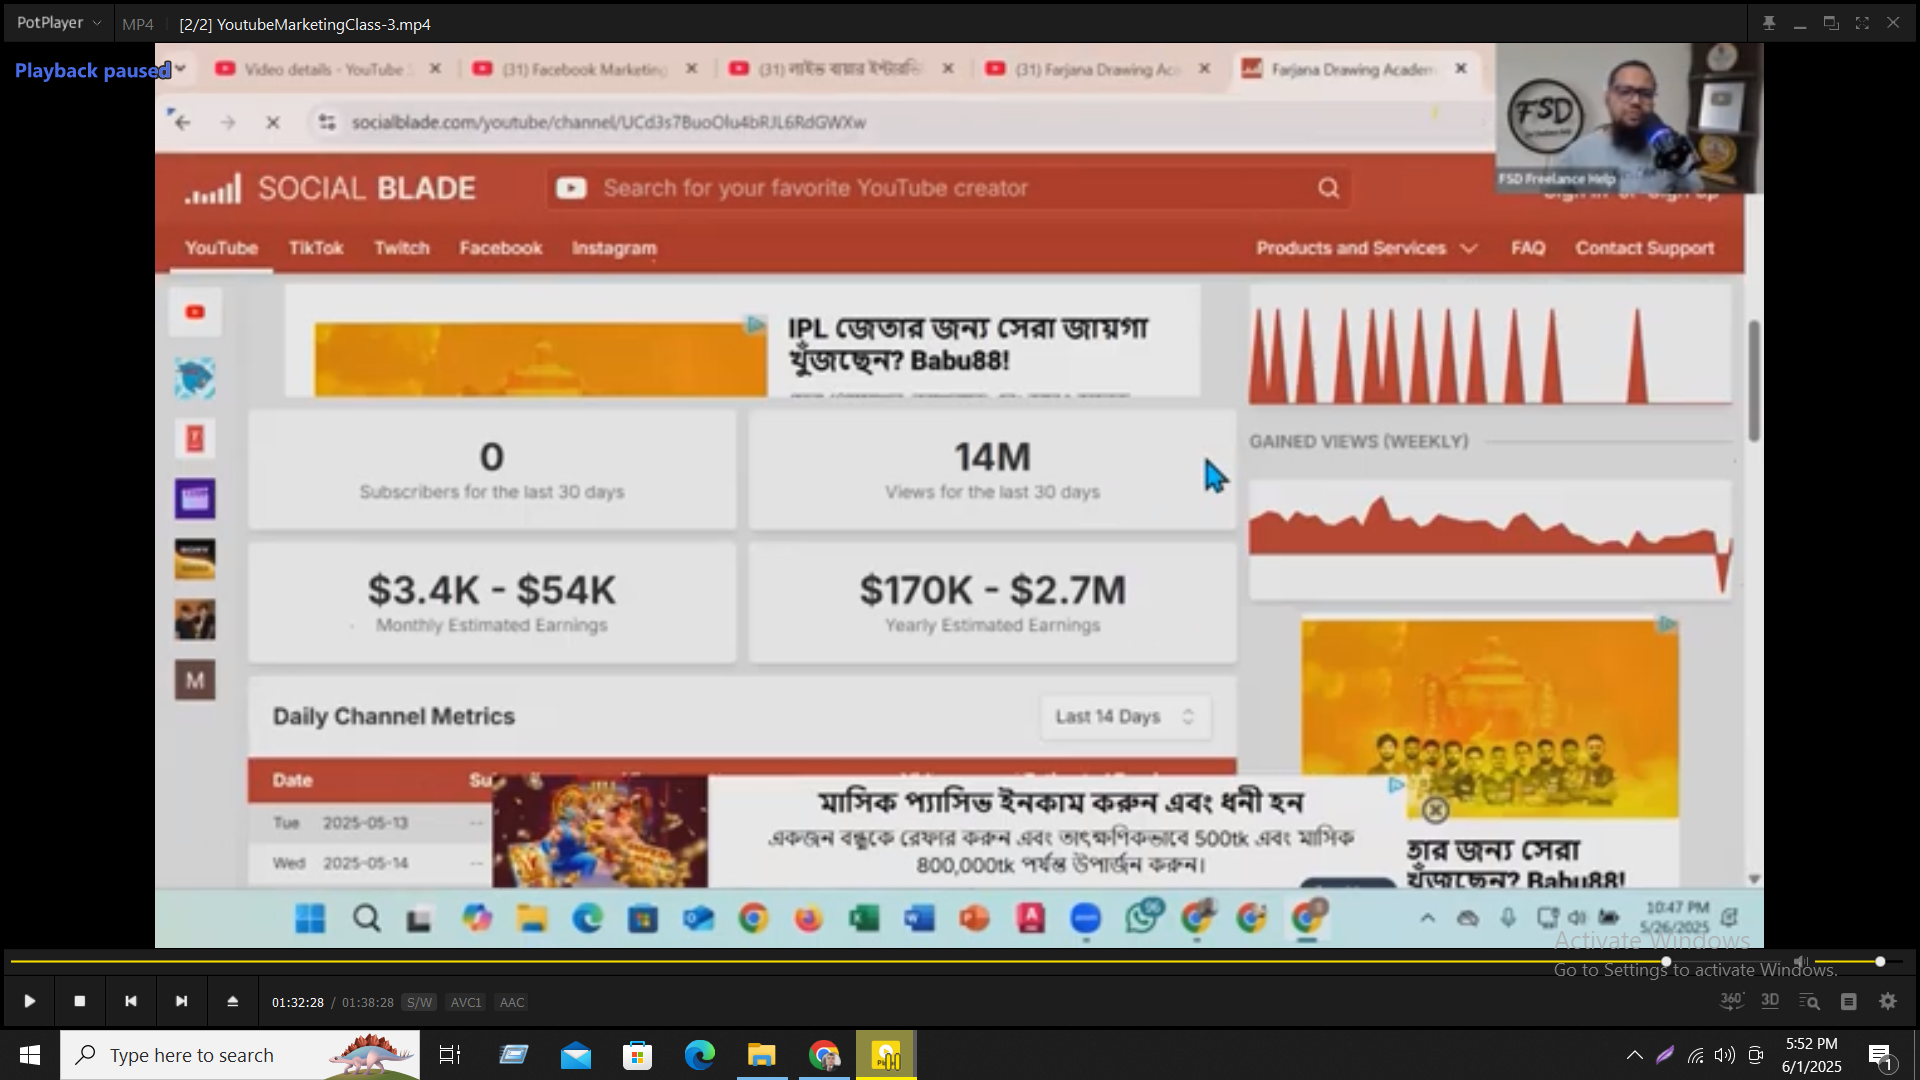 PotPlayer
MP4
[2/2] YoutubeMarketingClass-3.mp4
Playback paused
Video details - YouTube
(31) Facebook Marketing
(31) লাইভ বায়ার ইন্টারভি
(31) Farjana Drawing Aca
Farjana Drawing Academ
FSD
FSD Freelance Help
SOCIAL BLADE
Search for your favorite YouTube creator
YouTube
TikTok
Twitch
Facebook
Instagram
Products and Services
FAQ
Contact Support
IPL জেতার জন্য সেরা জায়গা
খুঁজছেন? Babu88!
0
Subscribers for the last 30 days
14M
Views for the last 30 days
GAINED VIEWS (WEEKLY)
$3.4K - $54K
Monthly Estimated Earnings
$170K - $2.7M
Yearly Estimated Earnings
M
Daily Channel Metrics
Last 14 Days
Date
Su
Tue 2025-05-13 --
Wed 2025-05-14 --
মাসিক প্যাসিভ ইনকাম করুন এবং ধনী হন
একজন বন্ধুকে রেফার করুন এবং তাৎক্ষণিকভাবে 500tk এবং মাসিক
800,000tk পর্যন্ত উপার্জন করুন।
তার জন্য সেরা
খুঁজছেন? Babu88!
10:47 PM
5/26/2025
Activate Windows
Go to Settings to activate Windows.
01:32:28 / 01:38:28
S/W
AVC1
AAC
360°
3D
Type here to search
5:52 PM
6/1/2025
1